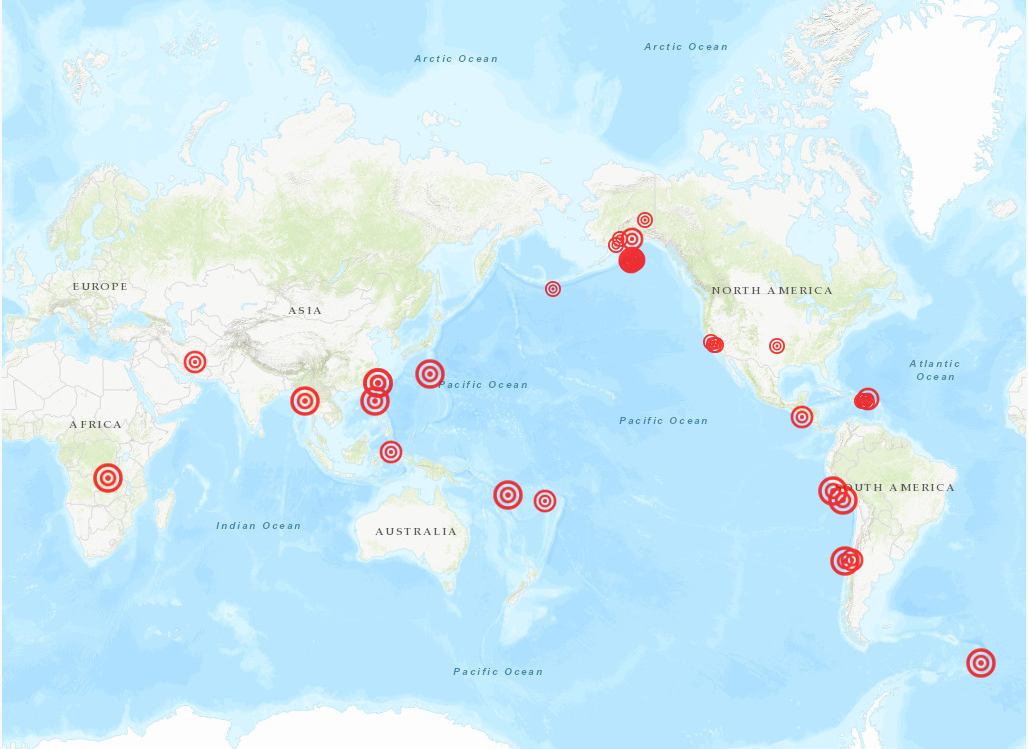 Arctic Ocean
Arctic Ocean
EUROPE
ASIA
NORTH AMERICA
Atlantic
Ocean
Pacific Ocean
Pacific Ocean
AFRICA
SOUTH AMERICA
Indian Ocean
AUSTRALIA
Pacific Ocean